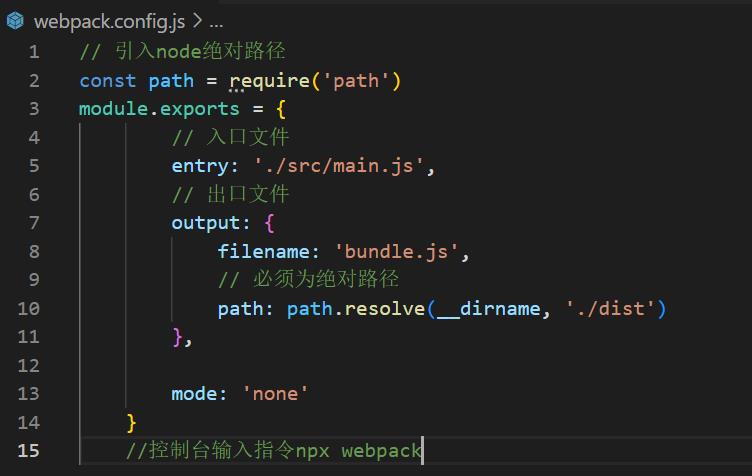 webpack.config.js > ...
1 // 引入node绝对路径
2 const path = require('path')
3 module.exports = {
4 // 入口文件
5 entry: './src/main.js',
6 // 出口文件
7 output: {
8 filename: 'bundle.js',
9 // 必须为绝对路径
10 path: path.resolve(__dirname, './dist')
11 },
12
13 mode: 'none'
14 }
15 //控制台输入指令npx webpack